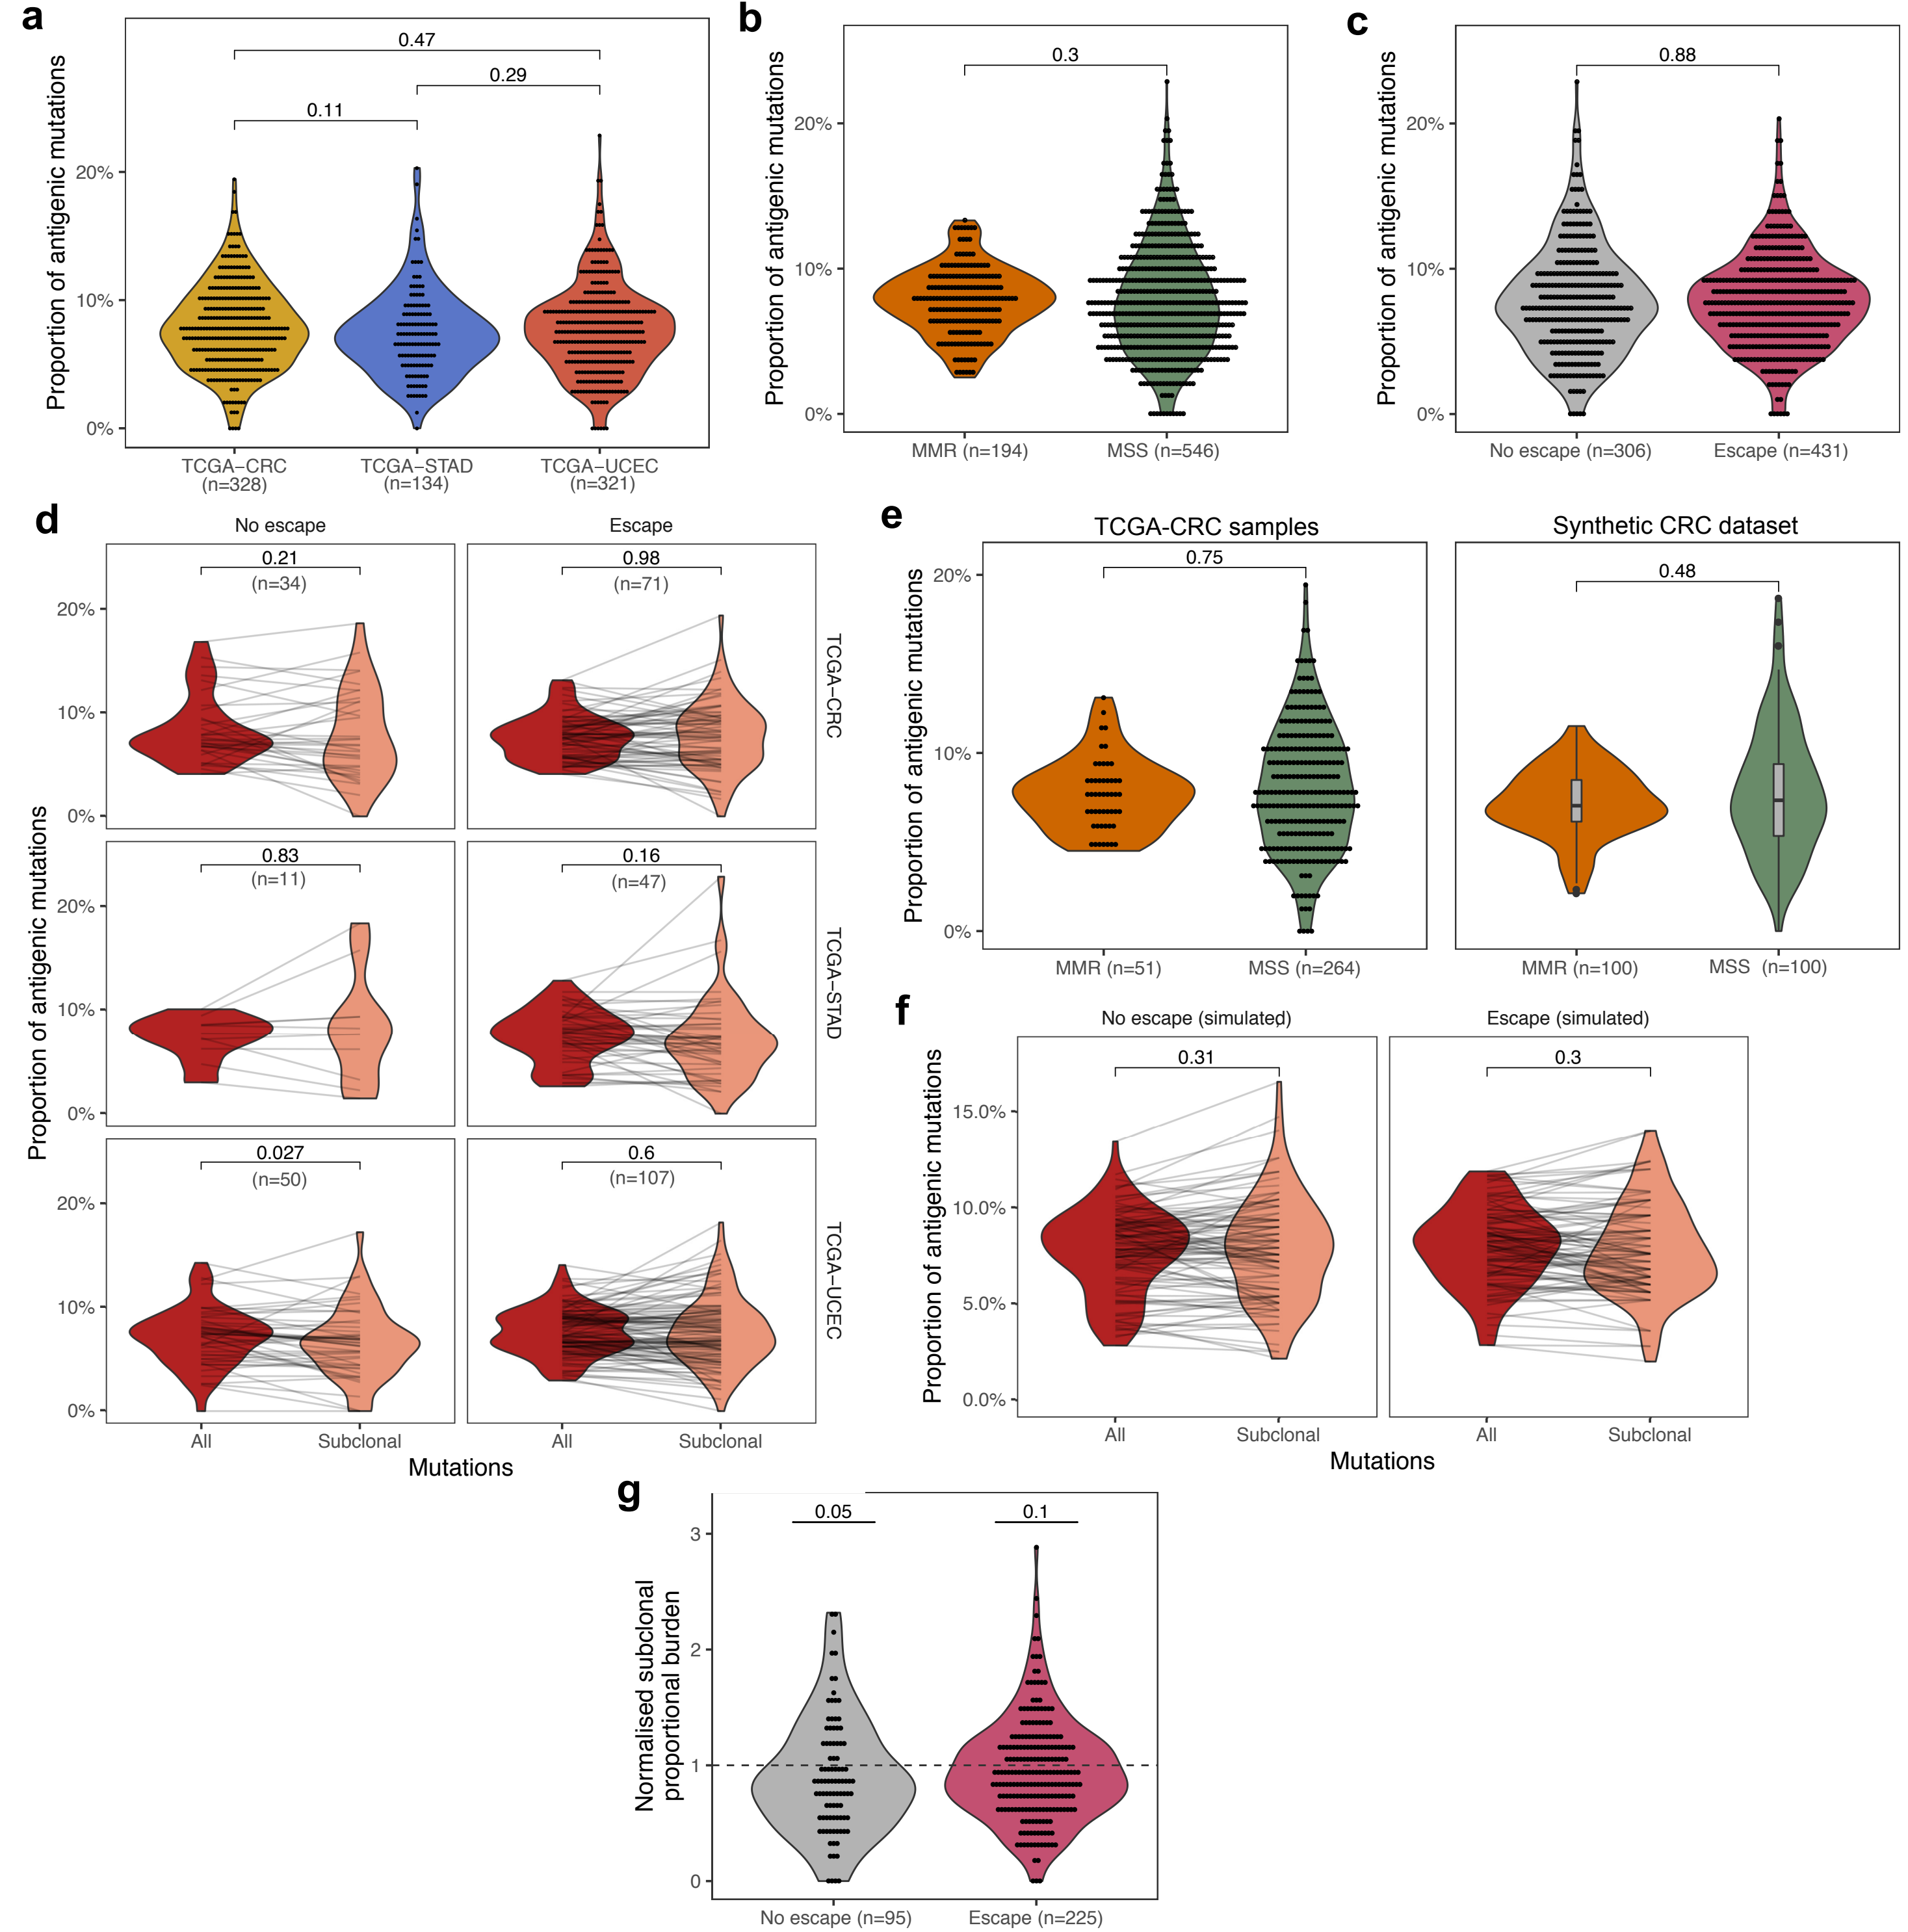 a
Proportion of antigenic mutations
0.47
0.29
0.11
20%
10%
0%
TCGA−CRC
(n=328)
TCGA−STAD
(n=134)
TCGA−UCEC
(n=321)
b
Proportion of antigenic mutations
0.3
20%
10%
0%
MMR (n=194)
MSS (n=546)
c
Proportion of antigenic mutations
0.88
20%
10%
0%
No escape (n=306)
Escape (n=431)
d
No escape
Escape
Proportion of antigenic mutations
0.21
(n=34)
0.98
(n=71)
20%
10%
0%
TCGA−CRC
0.83
(n=11)
0.16
(n=47)
20%
10%
0%
TCGA−STAD
0.027
(n=50)
0.6
(n=107)
20%
10%
0%
TCGA−UCEC
All
Subclonal
All
Subclonal
Mutations
e
TCGA-CRC samples
Synthetic CRC dataset
Proportion of antigenic mutations
0.75
20%
10%
0%
MMR (n=51)
MSS (n=264)
0.48
MMR (n=100)
MSS (n=100)
f
No escape (simulated)
Escape (simulated)
Proportion of antigenic mutations
0.31
0.3
15.0%
10.0%
5.0%
0.0%
All
Subclonal
All
Subclonal
Mutations
g
Normalised subclonal
proportional burden
0.05
0.1
3
2
1
0
No escape (n=95)
Escape (n=225)